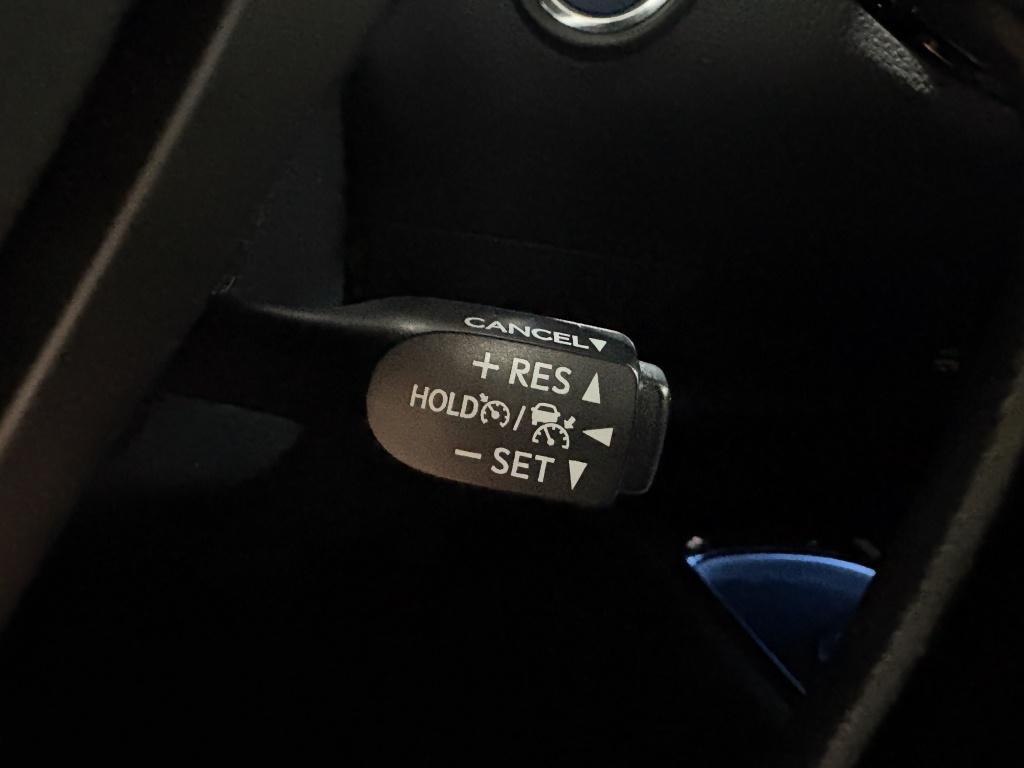 CANCEL▼
+ RES ▲
HOLD / ◀
− SET ▼